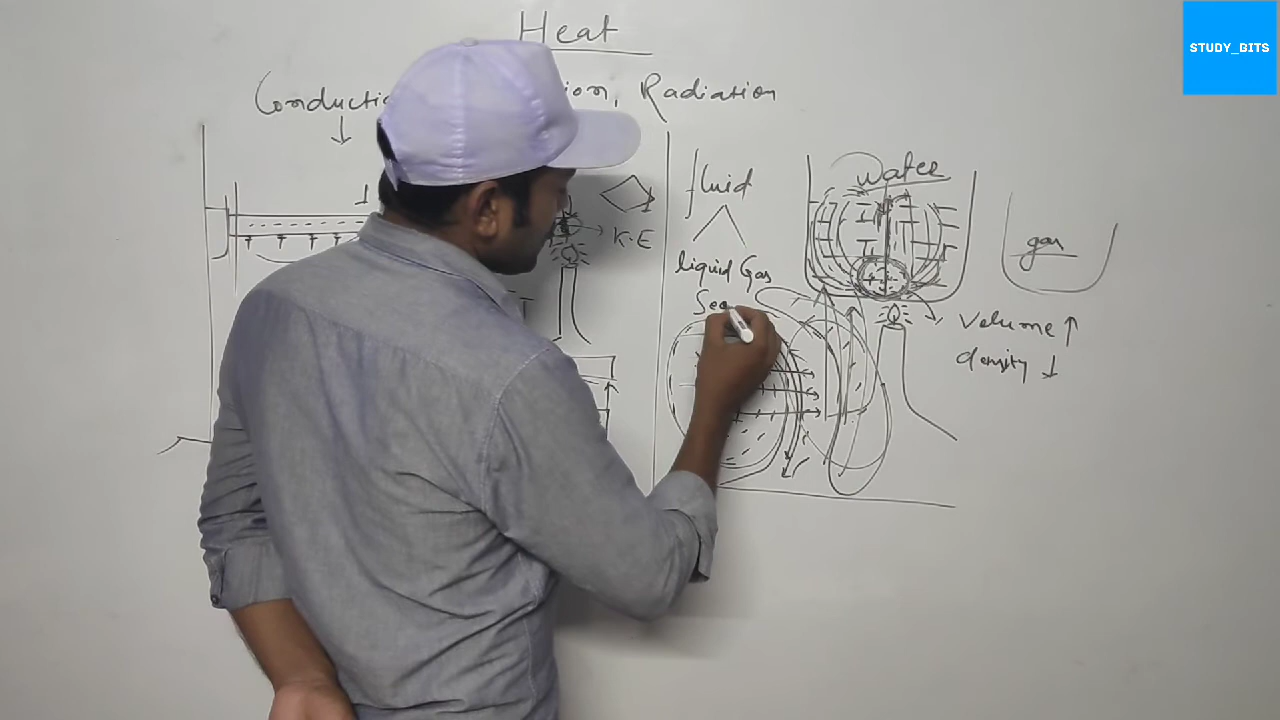 Heat
STUDY_BITS
Radiation
fluid
water
K.E
liquid Gas
gas
Volume ↑
density ↓